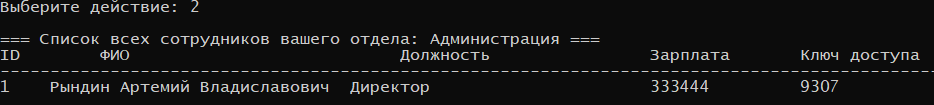 Выберите действие: 2
=== Список всех сотрудников вашего отдела: Администрация ===
ID ФИО Должность Зарплата Ключ доступа
--------------------------------------------------------------------------------------------
1 Рындин Артемий Владиславович Директор 333444 9307